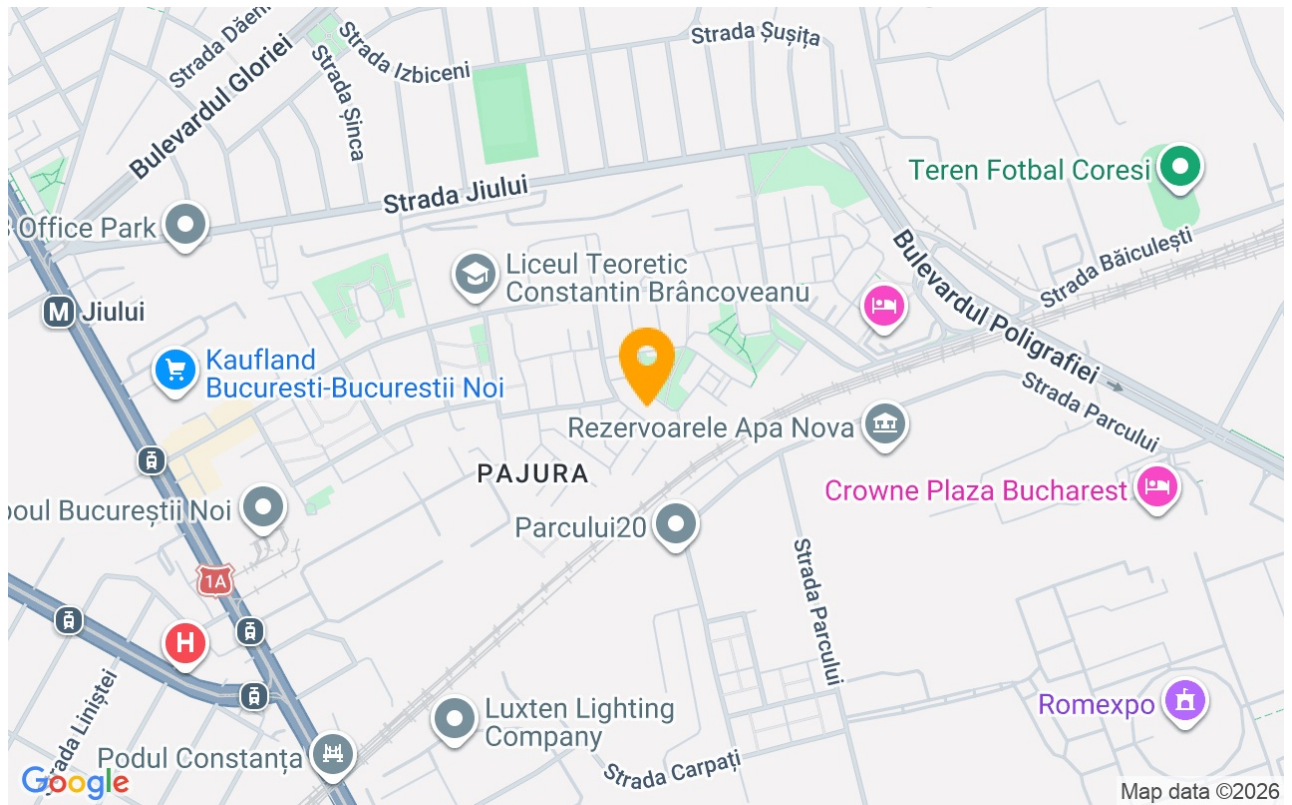 Strada Dăeni
Bulevardul Gloriei
Strada Șinca
Strada Izbiceni
Strada Șușița
Teren Fotbal Coresi
Strada Jiului
Office Park
Liceul Teoretic
Constantin Brâncoveanu
Bulevardul Poligrafiei
Strada Băiculești
M Jiului
Kaufland
Bucuresti-Bucurestii Noi
Strada Parcului
Rezervoarele Apa Nova
PAJURA
Crowne Plaza Bucharest
Bucureștii Noi
Parcului20
1A
Strada Parcului
H
Strada Liniștei
Romexpo
Luxten Lighting
Company
Podul Constanța
Strada Carpați
Google
Map data ©2026